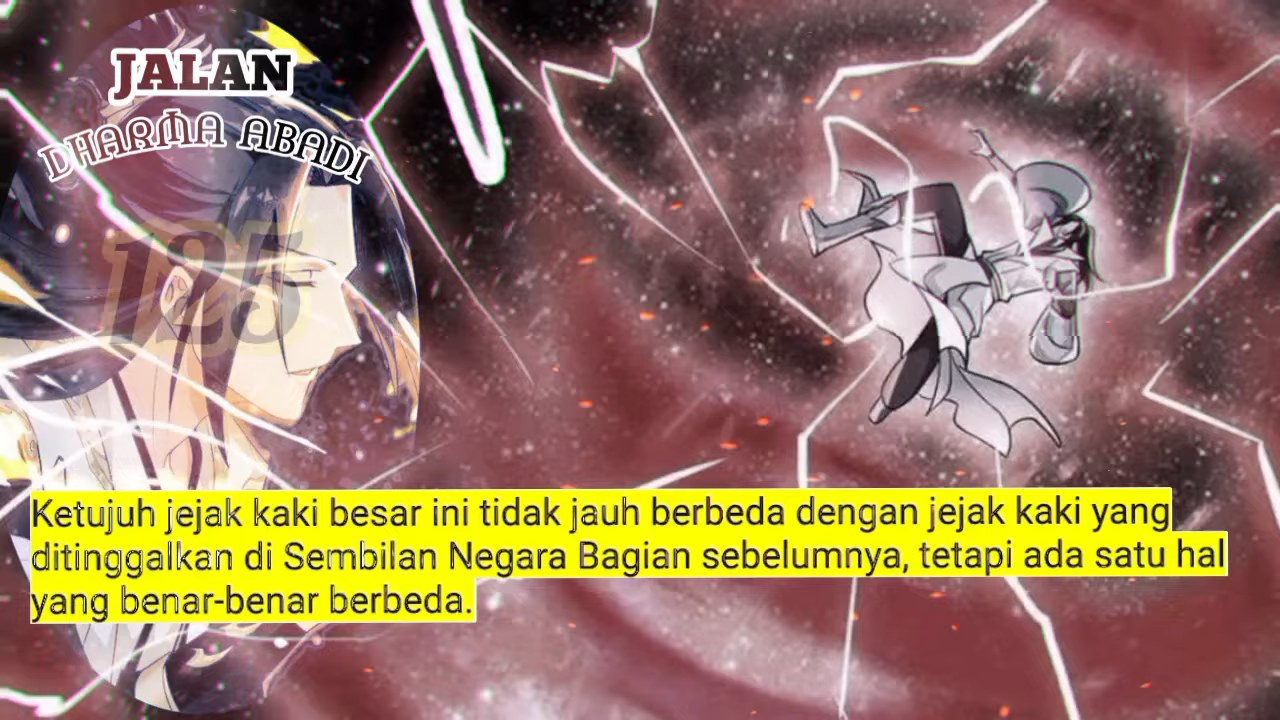 JALAN
DHARMA ABADI
125
Ketujuh jejak kaki besar ini tidak jauh berbeda dengan jejak kaki yang
ditinggalkan di Sembilan Negara Bagian sebelumnya, tetapi ada satu hal
yang benar-benar berbeda.